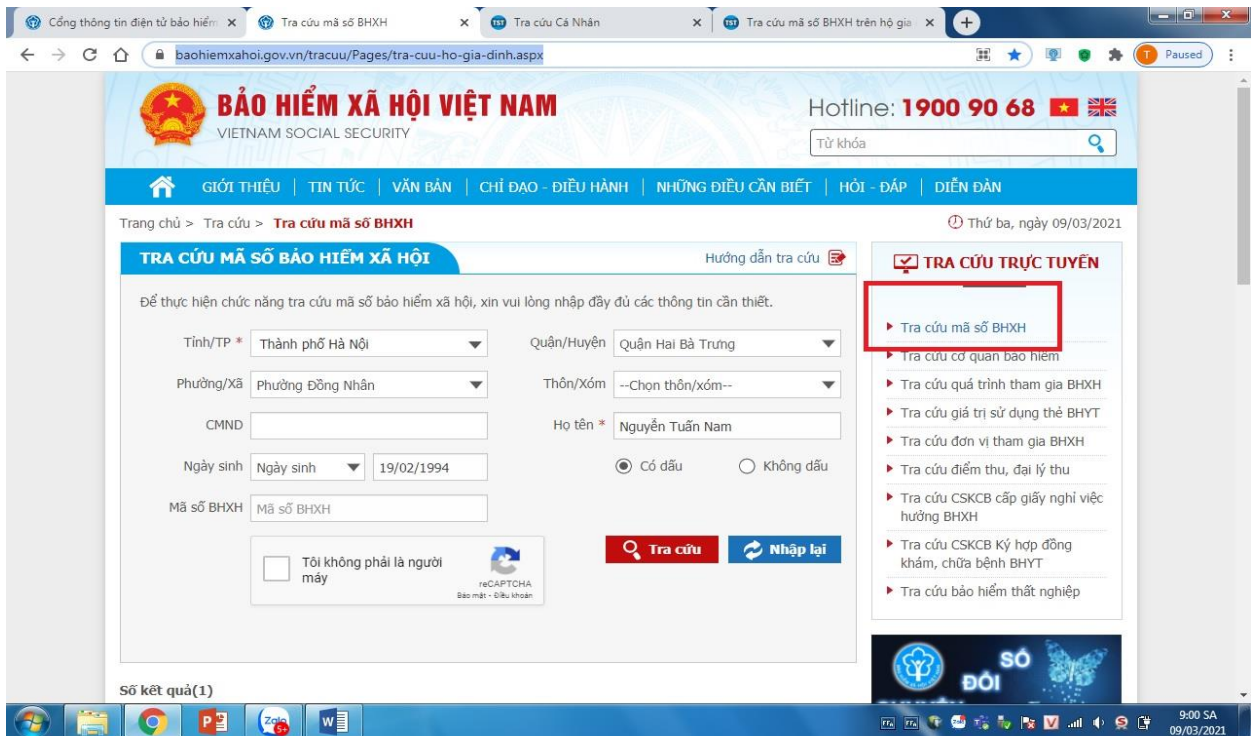 Cổng thông tin điện tử bảo hiểm
Tra cứu mã số BHXH
Tra cứu Cá Nhân
Tra cứu mã số BHXH trên hộ gia
baohiemxahoi.gov.vn/tracuu/Pages/tra-cuu-ho-gia-dinh.aspx
T Paused
BẢO HIỂM XÃ HỘI VIỆT NAM
VIETNAM SOCIAL SECURITY
Hotline: 1900 90 68
Từ khóa
GIỚI THIỆU | TIN TỨC | VĂN BẢN | CHỈ ĐẠO - ĐIỀU HÀNH | NHỮNG ĐIỀU CẦN BIẾT | HỎI - ĐÁP | DIỄN ĐÀN
Trang chủ > Tra cứu > Tra cứu mã số BHXH
Thứ ba, ngày 09/03/2021
TRA CỨU MÃ SỐ BẢO HIỂM XÃ HỘI
Hướng dẫn tra cứu
Để thực hiện chức năng tra cứu mã số bảo hiểm xã hội, xin vui lòng nhập đầy đủ các thông tin cần thiết.
Tỉnh/TP * Thành phố Hà Nội
Quận/Huyện Quận Hai Bà Trưng
Phường/Xã Phường Đồng Nhân
Thôn/Xóm --Chọn thôn/xóm--
CMND
Họ tên * Nguyễn Tuấn Nam
Ngày sinh Ngày sinh 19/02/1994
Có dấu Không dấu
Mã số BHXH Mã số BHXH
Tôi không phải là người
máy
reCAPTCHA
Bảo mật - Điều khoản
Tra cứu Nhập lại
Số kết quả(1)
TRA CỨU TRỰC TUYẾN
Tra cứu mã số BHXH
Tra cứu cơ quan bảo hiểm
Tra cứu quá trình tham gia BHXH
Tra cứu giá trị sử dụng thẻ BHYT
Tra cứu đơn vị tham gia BHXH
Tra cứu điểm thu, đại lý thu
Tra cứu CSKCB cấp giấy nghỉ việc
hưởng BHXH
Tra cứu CSKCB Ký hợp đồng
khám, chữa bệnh BHYT
Tra cứu bảo hiểm thất nghiệp
SỐ
ĐÔI
9:00 SA
09/03/2021